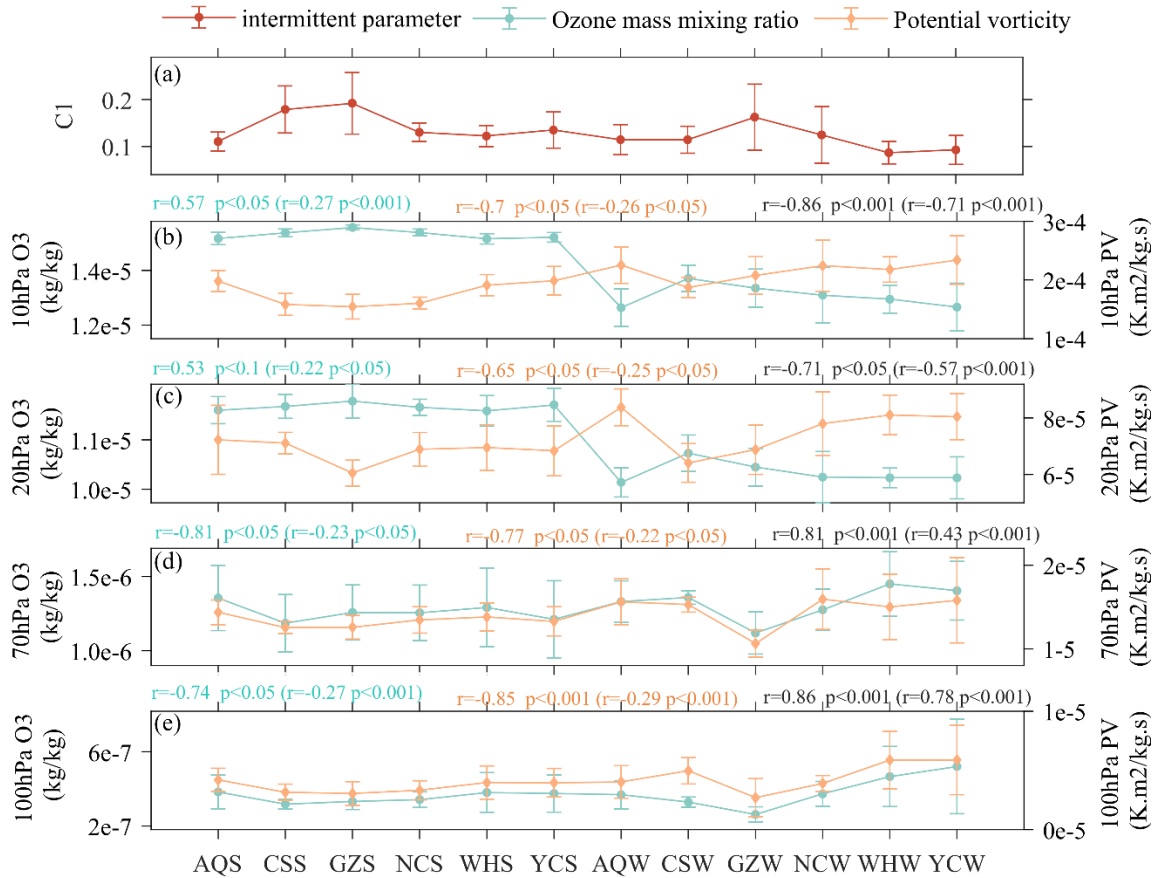 intermittent parameter Ozone mass mixing ratio Potential vorticity
(a)
C1
0.2
0.1
r=0.57 p<0.05 (r=0.27 p<0.001) r=-0.7 p<0.05 (r=-0.26 p<0.05) r=-0.86 p<0.001 (r=-0.71 p<0.001)
(b)
10hPa O3
(kg/kg)
1.4e-5
1.2e-5
3e-4
2e-4
1e-4
10hPa PV
(K.m2/kg.s)
r=0.53 p<0.1 (r=0.22 p<0.05) r=-0.65 p<0.05 (r=-0.25 p<0.05) r=-0.71 p<0.05 (r=-0.57 p<0.001)
(c)
20hPa O3
(kg/kg)
1.1e-5
1.0e-5
8e-5
6e-5
20hPa PV
(K.m2/kg.s)
r=-0.81 p<0.05 (r=-0.23 p<0.05) r=-0.77 p<0.05 (r=-0.22 p<0.05) r=0.81 p<0.001 (r=0.43 p<0.001)
(d)
70hPa O3
(kg/kg)
1.5e-6
1.0e-6
2e-5
1e-5
70hPa PV
(K.m2/kg.s)
r=-0.74 p<0.05 (r=-0.27 p<0.001) r=-0.85 p<0.001 (r=-0.29 p<0.001) r=0.86 p<0.001 (r=0.78 p<0.001)
(e)
100hPa O3
(kg/kg)
6e-7
2e-7
1e-5
0e-5
100hPa PV
(K.m2/kg.s)
AQS CSS GZS NCS WHS YCS AQW CSW GZW NCW WHW YCW